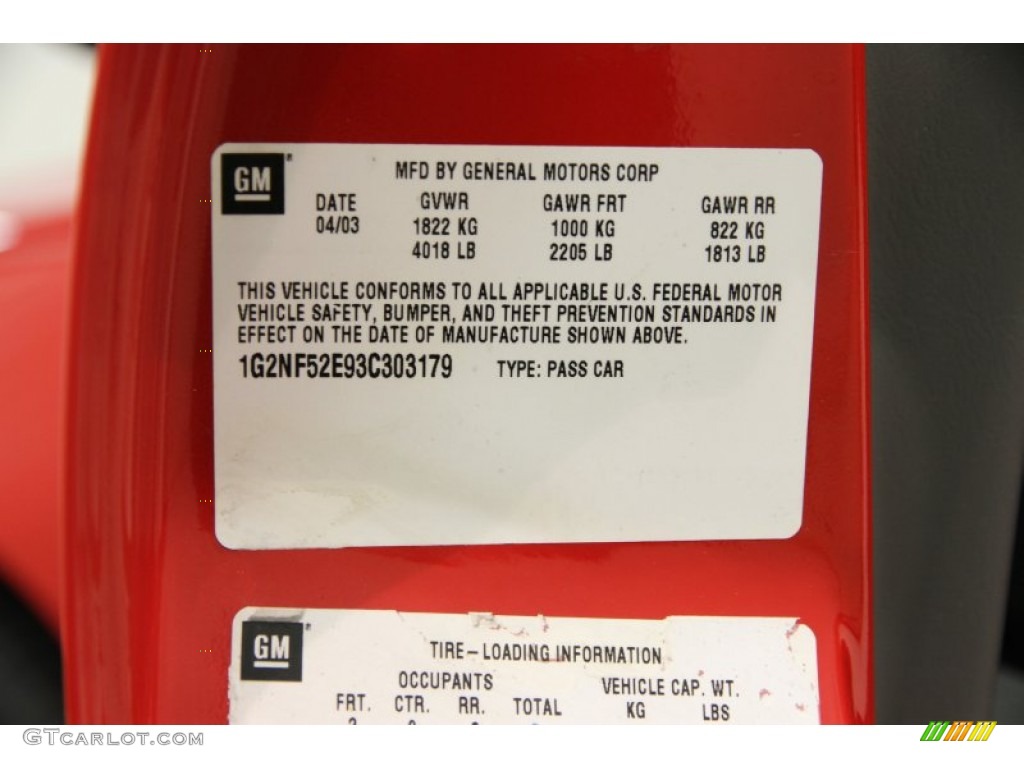 GM
MFD BY GENERAL MOTORS CORP
DATE GVWR GAWR FRT GAWR RR
04/03 1822 KG 1000 KG 822 KG
4018 LB 2205 LB 1813 LB
THIS VEHICLE CONFORMS TO ALL APPLICABLE U.S. FEDERAL MOTOR
VEHICLE SAFETY, BUMPER, AND THEFT PREVENTION STANDARDS IN
EFFECT ON THE DATE OF MANUFACTURE SHOWN ABOVE.
1G2NF52E93C303179 TYPE: PASS CAR
GM
TIRE-LOADING INFORMATION
OCCUPANTS VEHICLE CAP. WT.
FRT. CTR. RR. TOTAL KG LBS
GTCARLOT.COM